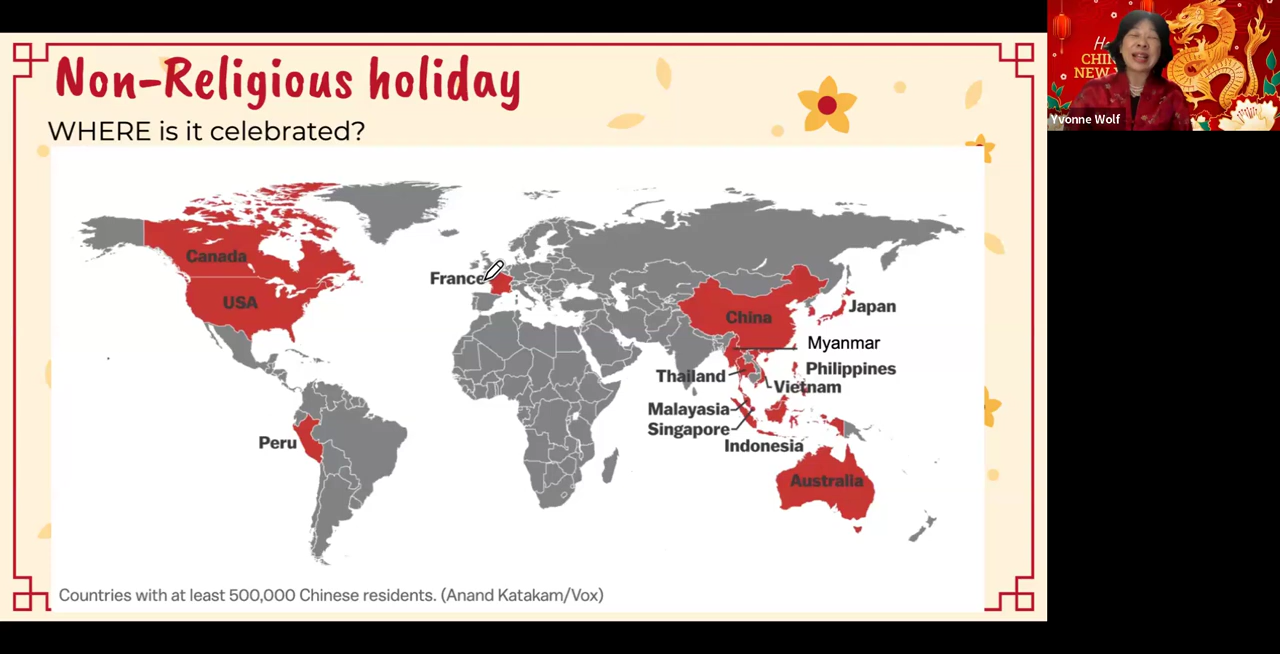 Non-Religious holiday
WHERE is it celebrated?
Canada
USA
France
Peru
China
Japan
Myanmar
Philippines
Thailand
Vietnam
Malayasia
Singapore
Indonesia
Australia
Countries with at least 500,000 Chinese residents. (Anand Katakam/Vox)
Yvonne Wolf